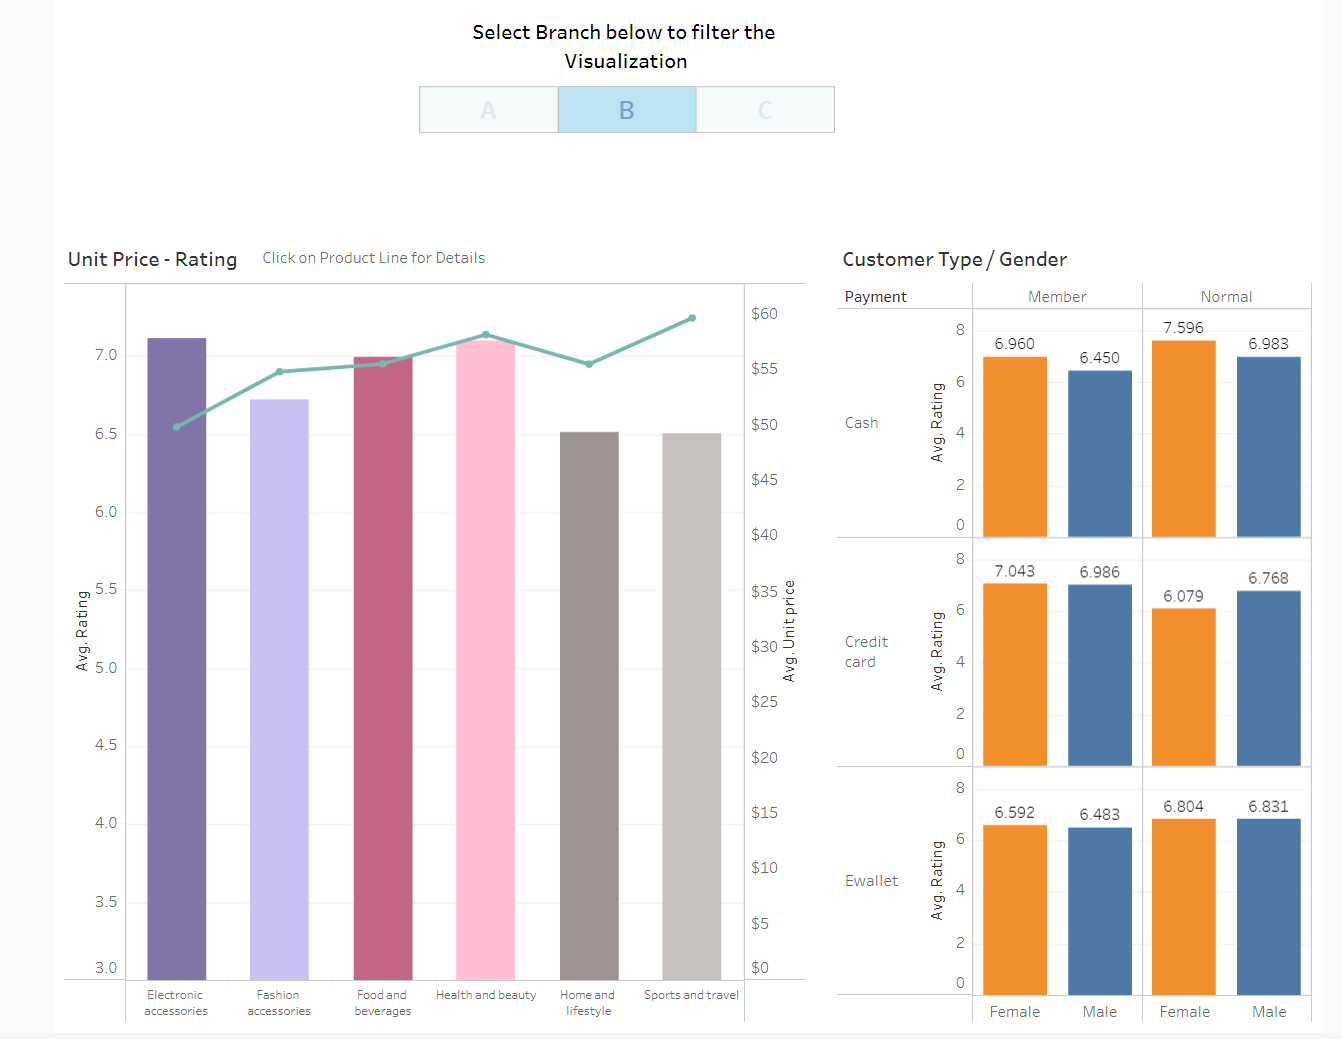 Select Branch below to filter the
Visualization
A B C
Unit Price - Rating Click on Product Line for Details
7.0
6.5
6.0
5.5
5.0
4.5
4.0
3.5
3.0
Avg. Rating
$60
$55
$50
$45
$40
$35
$30
$25
$20
$15
$10
$5
$0
Avg. Unit price
Electronic
accessories
Fashion
accessories
Food and
beverages
Health and beauty
Home and
lifestyle
Sports and travel
Customer Type / Gender
Payment Member Normal
Cash
Avg. Rating
8
6
4
2
0
6.960 6.450 7.596 6.983
Credit
card
Avg. Rating
8
6
4
2
0
7.043 6.986 6.079 6.768
Ewallet
Avg. Rating
8
6
4
2
0
6.592 6.483 6.804 6.831
Female Male Female Male